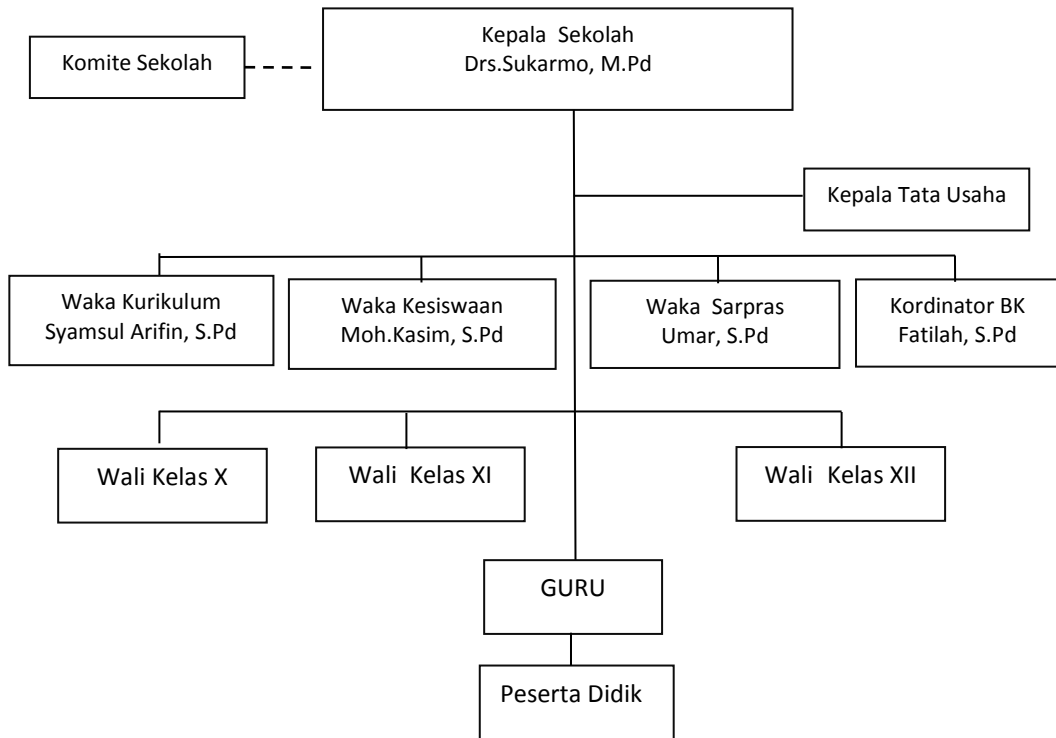 Kepala Sekolah
Drs.Sukarmo, M.Pd
Komite Sekolah
Kepala Tata Usaha
Waka Kurikulum
Syamsul Arifin, S.Pd
Waka Kesiswaan
Moh.Kasim, S.Pd
Waka Sarpras
Umar, S.Pd
Kordinator BK
Fatilah, S.Pd
Wali Kelas X
Wali Kelas XI
Wali Kelas XII
GURU
Peserta Didik